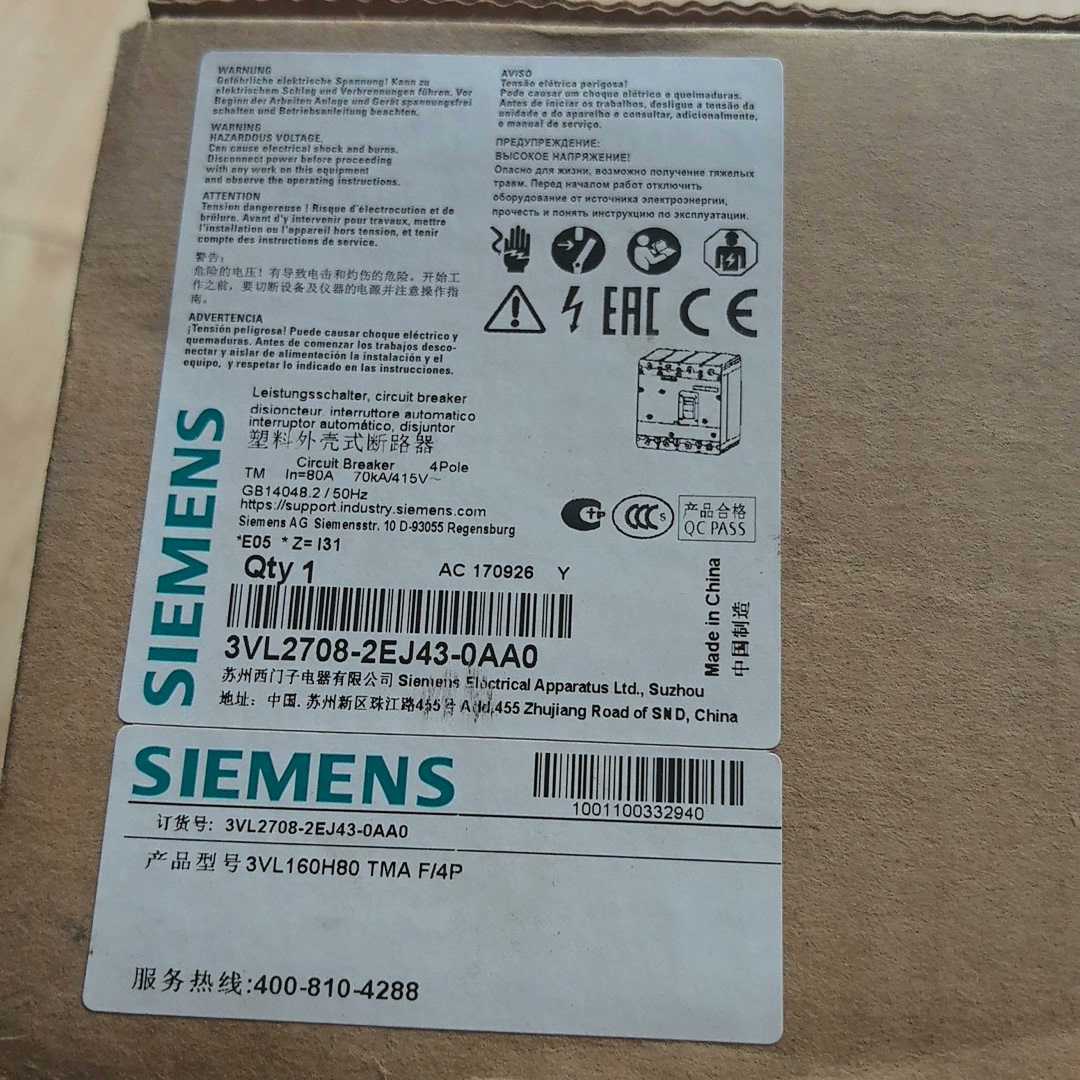 WARNUNG
Gefährliche elektrische Spannung! Kann zu
elektrischem Schlag und Verbrennungen führen. Vor
Beginn der Arbeiten Anlage und Gerät spannungsfrei
schalten und Betriebsanleitung beachten.
WARNING
HAZARDOUS VOLTAGE.
Can cause electrical shock and burns.
Disconnect power before proceeding
with any work on this equipment
and observe the operating instructions.
ATTENTION
Tension dangereuse ! Risque d'électrocution et de
brûlure. Avant d'y intervenir pour travaux, mettre
l'installation ou l'appareil hors tension, et tenir
compte des instructions de service.
警告:
危险的电压! 有导致电击和灼伤的危险。开始工
作之前,要切断设备及仪器的电源并注意操作指
南。
ADVERTENCIA
¡Tensión peligrosa! Puede causar choque eléctrico y
quemaduras. Antes de comenzar los trabajos desco-
nectar y aislar de alimentación la instalación y el
equipo, y respetar lo indicado en las instrucciones.
AVISO
Tensão elétrica perigosa!
Pode causar um choque elétrico e queimaduras.
Antes de iniciar os trabalhos, desligue a tensão da
unidade e do aparelho e consultar, adicionalmente,
o manual de serviço.
ПРЕДУПРЕЖДЕНИЕ:
ВЫСОКОЕ НАПРЯЖЕНИЕ!
Опасно для жизни, возможно получение тяжелых
травм. Перед началом работ отключить
оборудование от источника электроэнергии,
прочесть и понять инструкцию по эксплуатации.
EAC CE
SIEMENS
Leistungsschalter, circuit breaker
disioncteur, interruttore automatico
interruptor automático, disjuntor
塑料外壳式断路器
Circuit Breaker 4Pole
TM In=80A 70kA/415V~
GB14048.2 / 50Hz
https://support.industry.siemens.com
Siemens AG Siemensstr. 10 D-93055 Regensburg
*E05 * Z= I31
Qty 1 AC 170926 Y
CCC S
产品合格
QC PASS
3VL2708-2EJ43-0AA0
Made in China
中国制造
苏州西门子电器有限公司 Siemens Electrical Apparatus Ltd., Suzhou
地址: 中国. 苏州新区珠江路455号 Add,455 Zhujiang Road of SND, China
SIEMENS
1001100332940
订货号: 3VL2708-2EJ43-0AA0
产品型号 3VL160H80 TMA F/4P
服务热线:400-810-4288